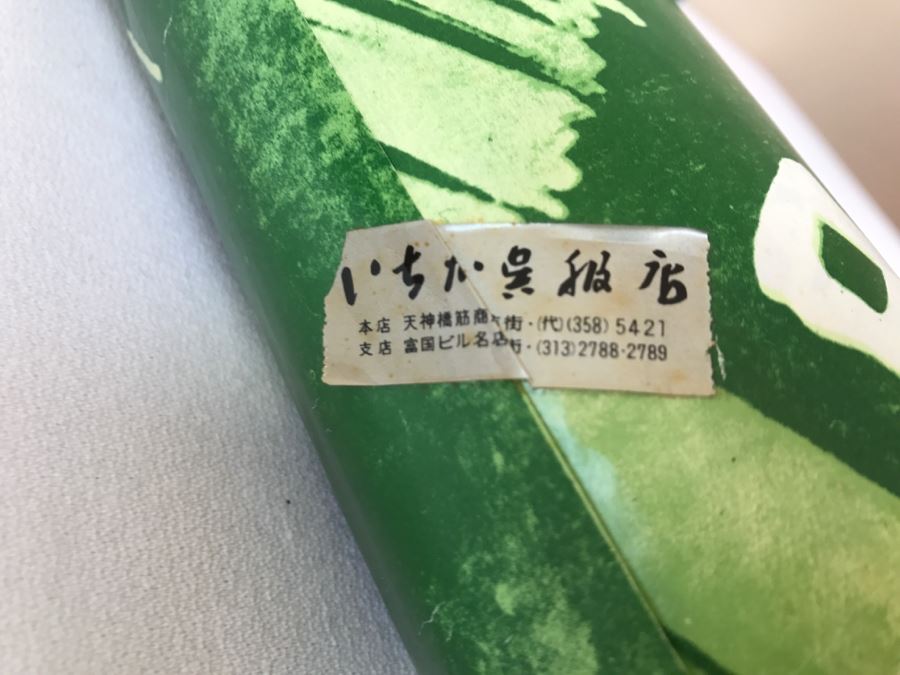 いちか呉服店
本店 天神橋筋商店街・(代)(358)5421
支店 富国ビル名店街・(313)2788-2789